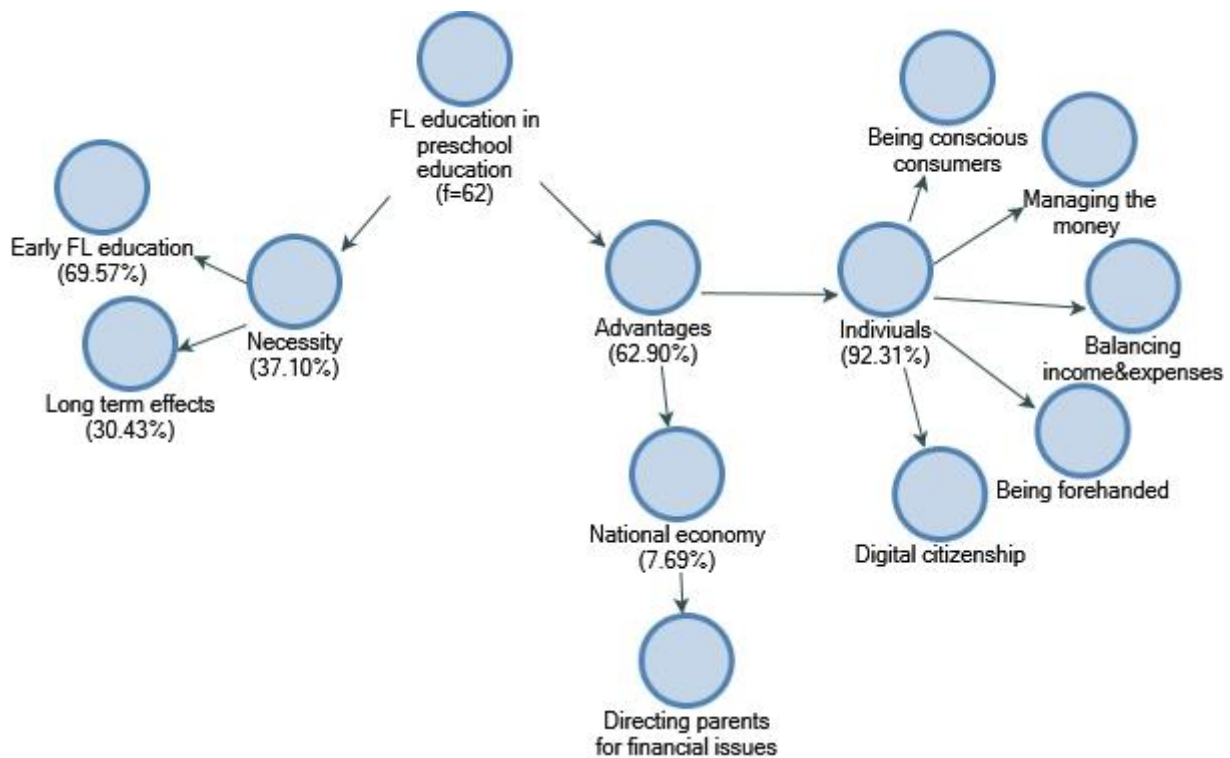 FL education in
preschool
education
(f=62)
Being conscious
consumers
Managing the
money
Early FL education
(69.57%)
Necessity
(37.10%)
Advantages
(62.90%)
Indiviuals
(92.31%)
Balancing
income&expenses
Long term effects
(30.43%)
Being forehanded
National economy
(7.69%)
Digital citizenship
Directing parents
for financial issues